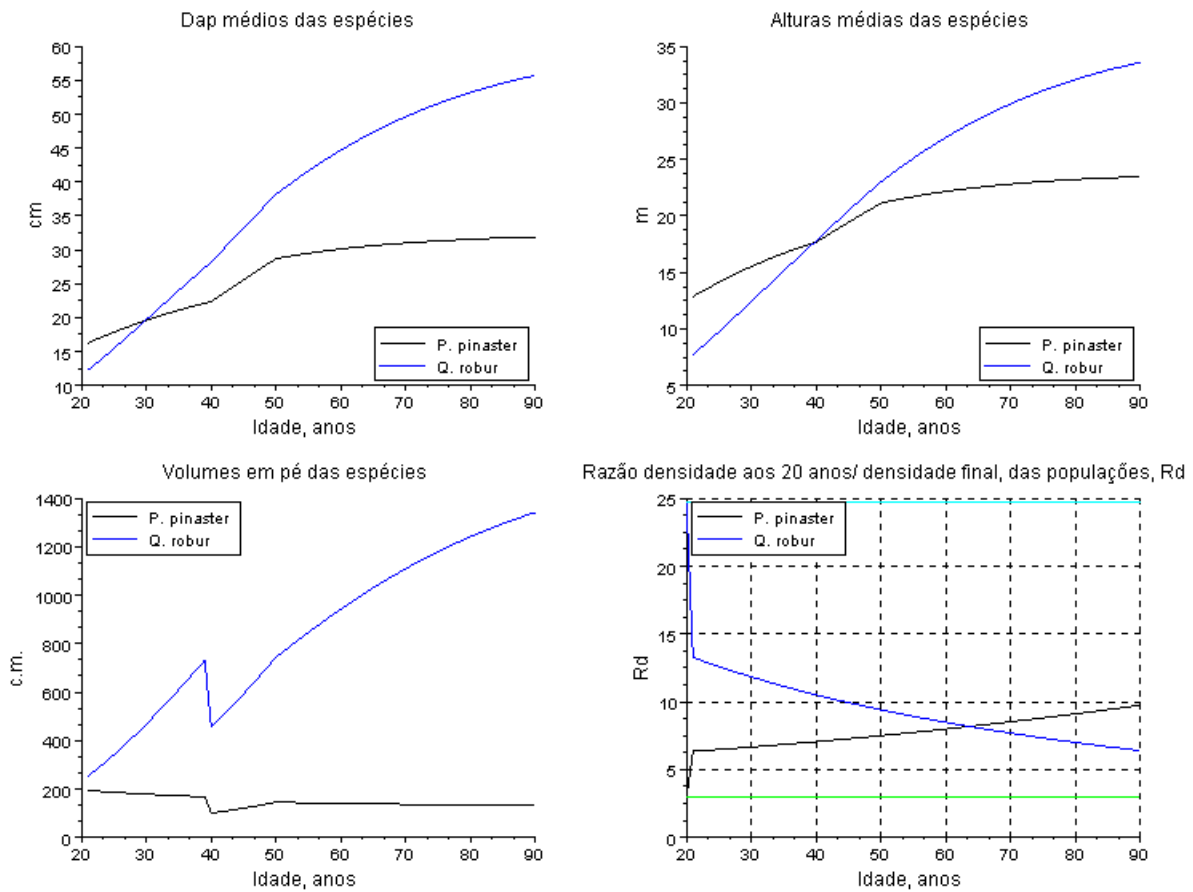 Dap médios das espécies
60
55
50
45
40
35
30
25
20
15
10
cm
P. pinaster
Q. robur
20 30 40 50 60 70 80 90
Idade, anos
Alturas médias das espécies
35
30
25
20
15
10
5
m
P. pinaster
Q. robur
20 30 40 50 60 70 80 90
Idade, anos
Volumes em pé das espécies
1400
1200
1000
800
600
400
200
0
c.m.
P. pinaster
Q. robur
20 30 40 50 60 70 80 90
Idade, anos
Razão densidade aos 20 anos/ densidade final, das populações, Rd
25
20
15
10
5
0
Rd
P. pinaster
Q. robur
20 30 40 50 60 70 80 90
Idade, anos